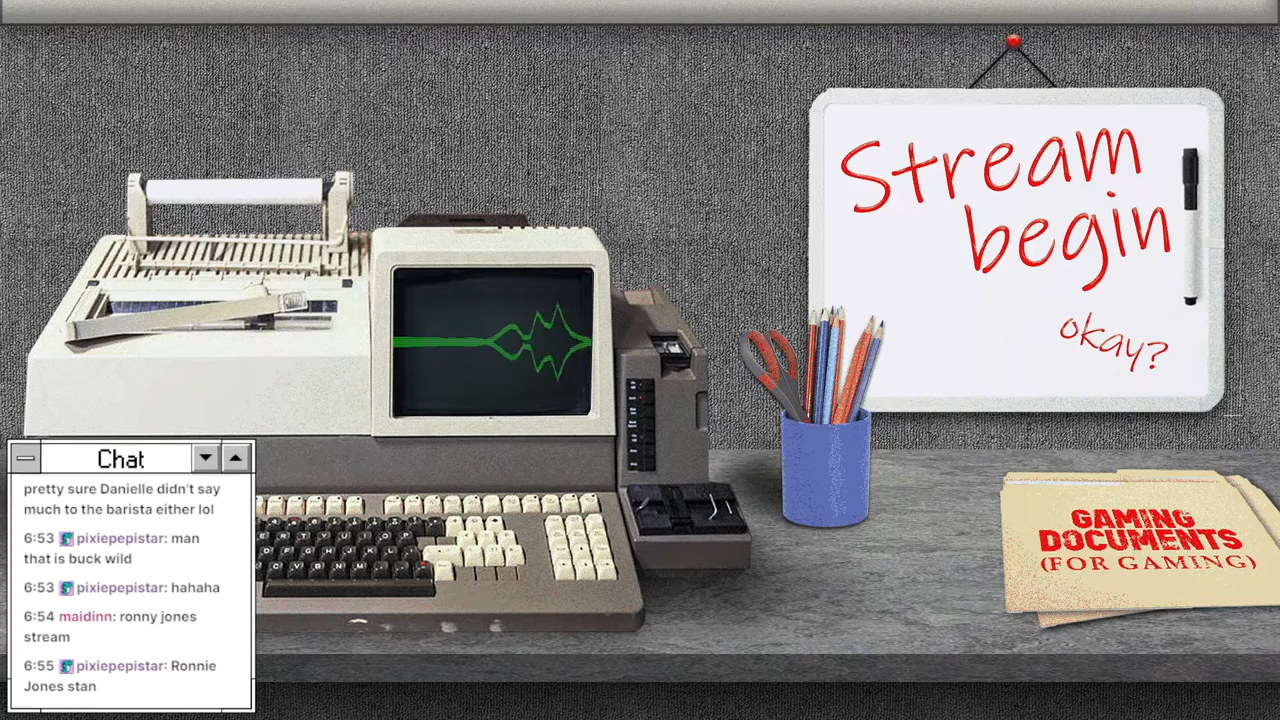 Stream
begin
okay?
GAMING
DOCUMENTS
(FOR GAMING)
Chat
pretty sure Danielle didn't say
much to the barista either lol
6:53 pixiepepistar: man
that is buck wild
6:53 pixiepepistar: hahaha
6:54 maidinn: ronny jones
stream
6:55 pixiepepistar: Ronnie
Jones stan